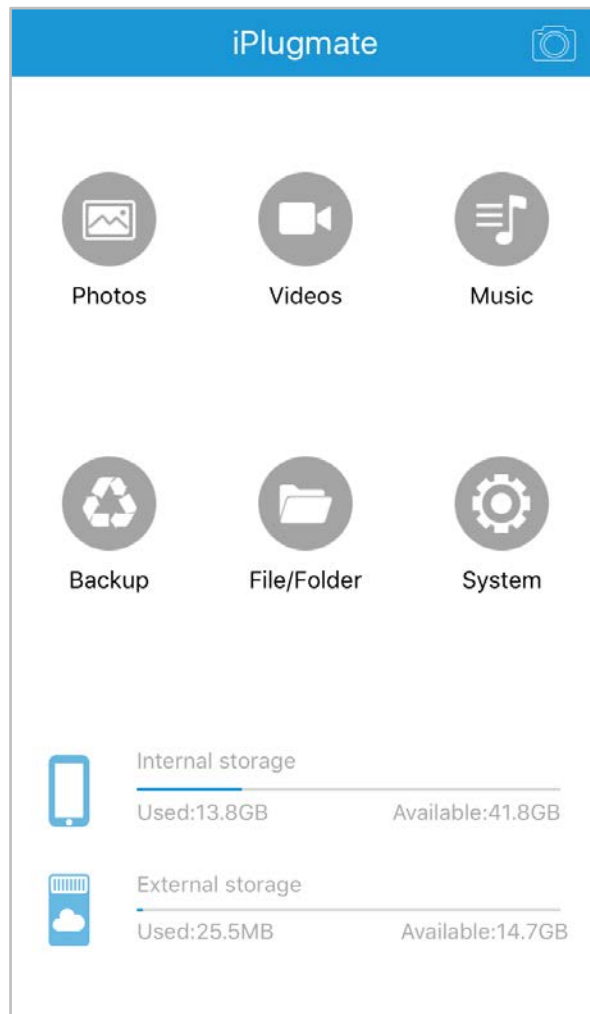 iPlugmate
Photos Videos Music
Backup File/Folder System
Internal storage
Used:13.8GB Available:41.8GB
External storage
Used:25.5MB Available:14.7GB